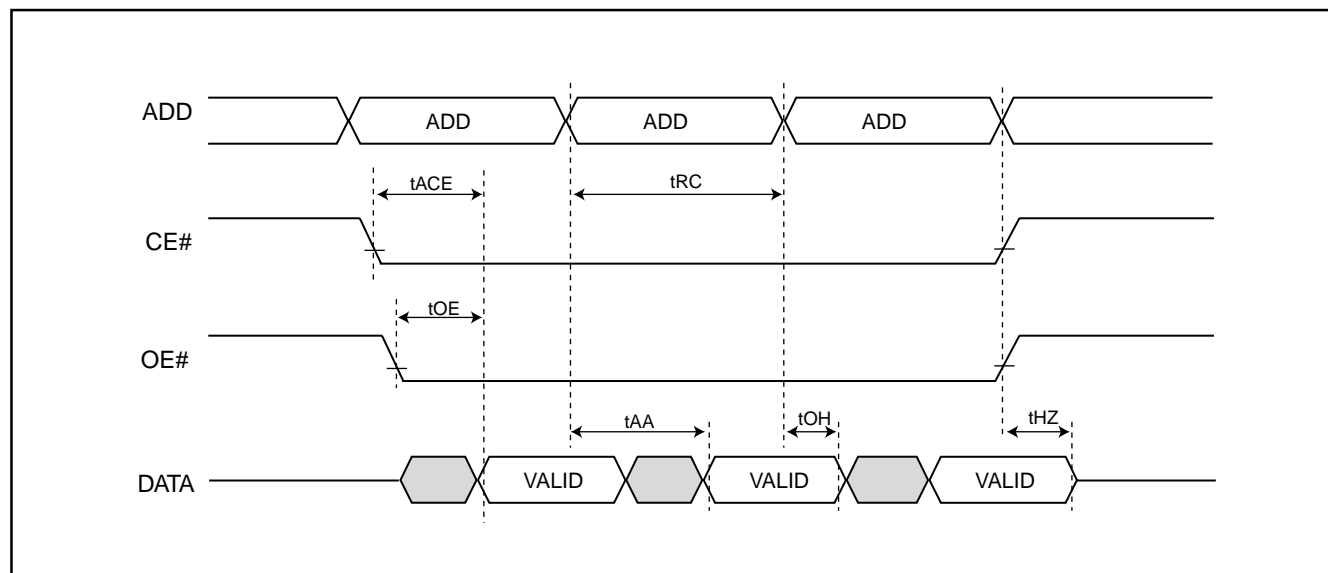 ADD
ADD
ADD
ADD
tACE
tRC
CE#
tOE
OE#
tAA
tOH
tHZ
DATA
VALID
VALID
VALID